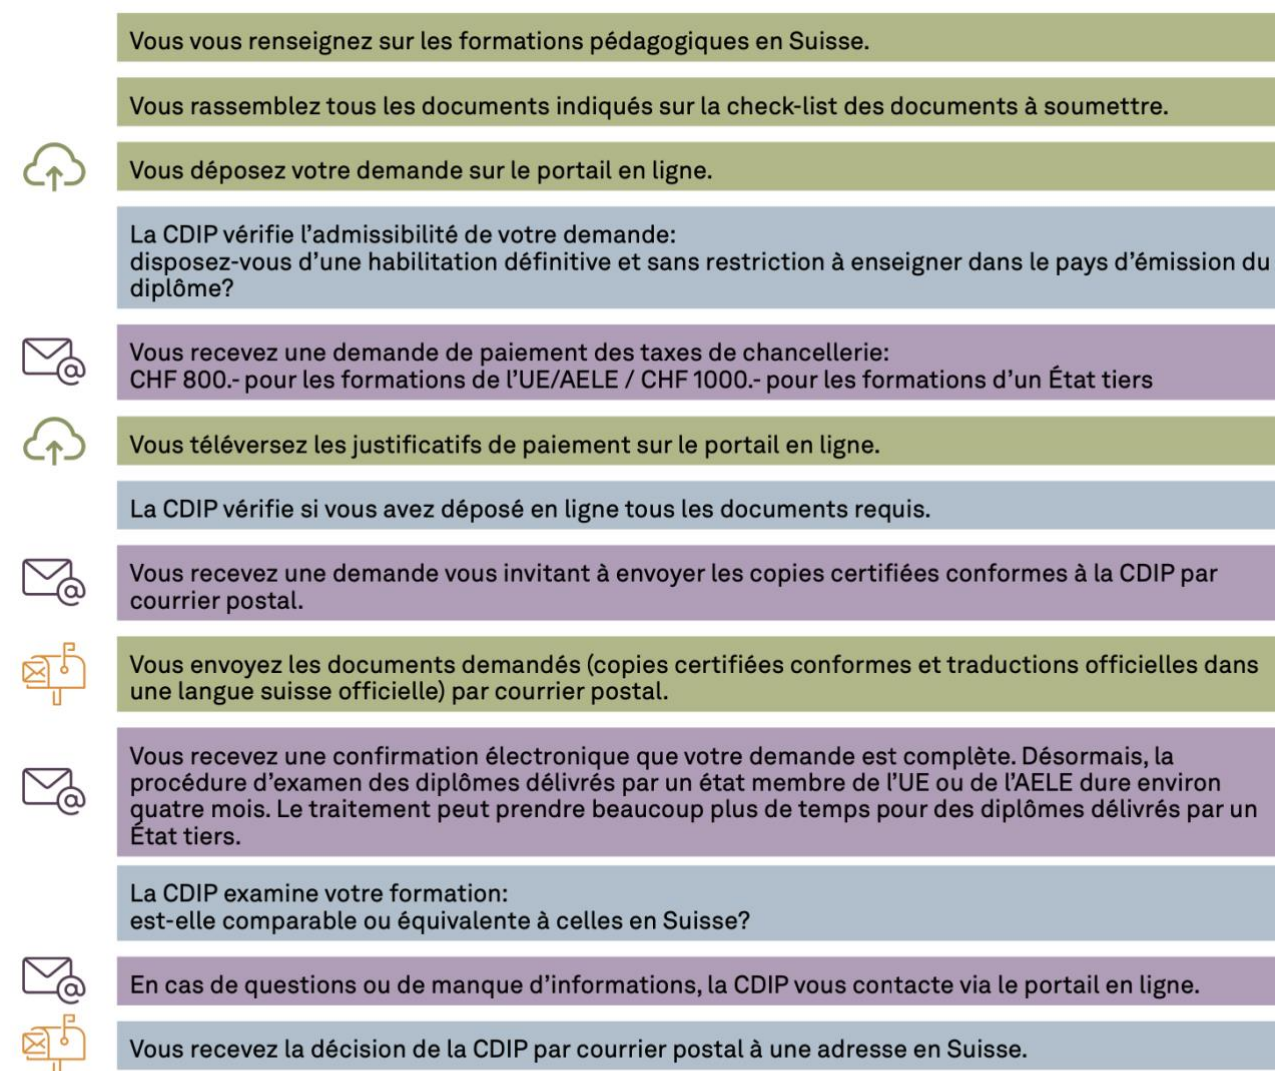 Vous vous renseignez sur les formations pédagogiques en Suisse.
Vous rassemblez tous les documents indiqués sur la check-list des documents à soumettre.
Vous déposez votre demande sur le portail en ligne.
La CDIP vérifie l’admissibilité de votre demande:
disposez-vous d’une habilitation définitive et sans restriction à enseigner dans le pays d’émission du
diplôme?
Vous recevez une demande de paiement des taxes de chancellerie:
CHF 800.- pour les formations de l’UE/AELE / CHF 1000.- pour les formations d’un État tiers
Vous téléversez les justificatifs de paiement sur le portail en ligne.
La CDIP vérifie si vous avez déposé en ligne tous les documents requis.
Vous recevez une demande vous invitant à envoyer les copies certifiées conformes à la CDIP par
courrier postal.
Vous envoyez les documents demandés (copies certifiées conformes et traductions officielles dans
une langue suisse officielle) par courrier postal.
Vous recevez une confirmation électronique que votre demande est complète. Désormais, la
procédure d’examen des diplômes délivrés par un état membre de l’UE ou de l’AELE dure environ
quatre mois. Le traitement peut prendre beaucoup plus de temps pour des diplômes délivrés par un
État tiers.
La CDIP examine votre formation:
est-elle comparable ou équivalente à celles en Suisse?
En cas de questions ou de manque d’informations, la CDIP vous contacte via le portail en ligne.
Vous recevez la décision de la CDIP par courrier postal à une adresse en Suisse.